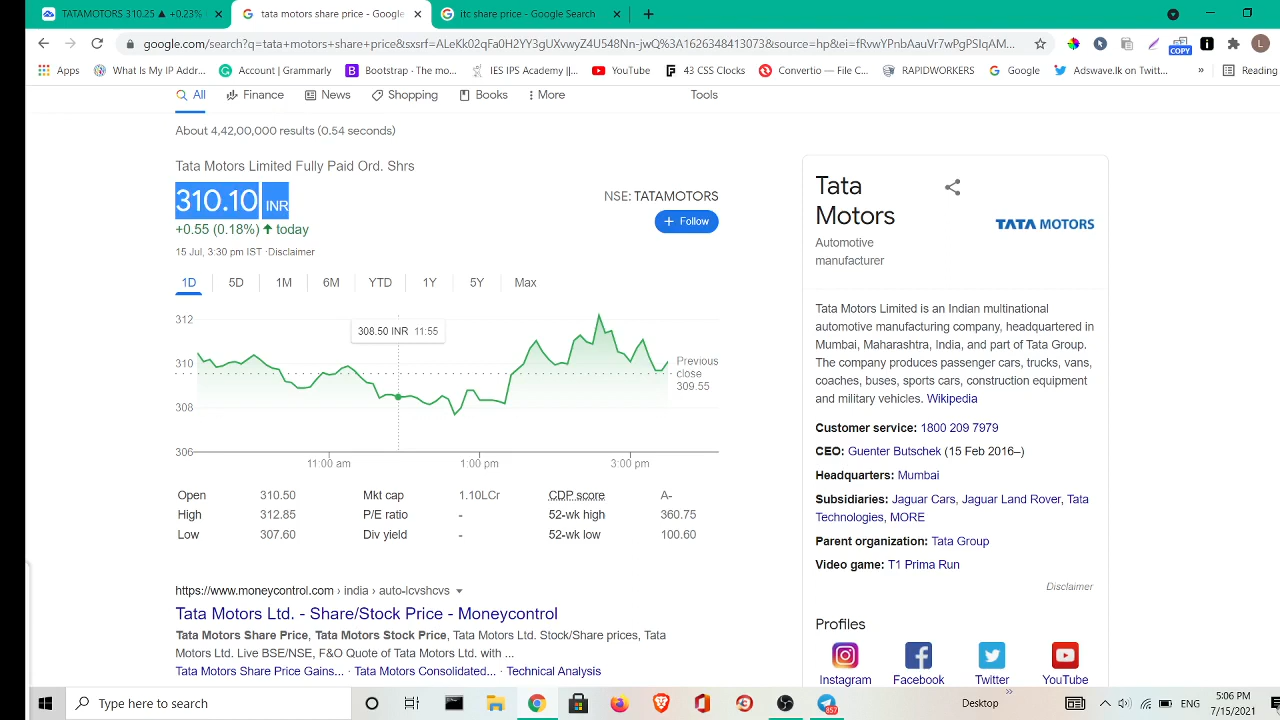 TATAMOTORS 310.25 ▲ +0.23% ×
tata motors share price - Google ×
itc share price - Google Search × +
google.com/search?q=tata+motors+share+price&sxsrf=ALeKk02iFa0H2YY3gUXvwyZ4U548Nn-jwQ%3A1626348413073&source=hp&ei=fRvwYPnbAauVr7wPgPSIqAM...
COPY
L
Apps
What Is My IP Addr...
Account | Grammarly
Bootstrap · The mo...
IES IPS Academy ||...
YouTube
43 CSS Clocks
Convertio — File C...
RAPIDWORKERS
Google
Adswave.lk on Twitt...
»
Reading
All
Finance
News
Shopping
Books
More
Tools
About 4,42,00,000 results (0.54 seconds)
Tata Motors Limited Fully Paid Ord. Shrs
310.10 INR
NSE: TATAMOTORS
+ Follow
+0.55 (0.18%) ↑ today
15 Jul, 3:30 pm IST · Disclaimer
1D 5D 1M 6M YTD 1Y 5Y Max
312
308.50 INR 11:55
310
Previous
close
309.55
308
306
11:00 am 1:00 pm 3:00 pm
Open 310.50 Mkt cap 1.10LCr CDP score A-
High 312.85 P/E ratio - 52-wk high 360.75
Low 307.60 Div yield - 52-wk low 100.60
https://www.moneycontrol.com › india › auto-lcvshcvs
Tata Motors Ltd. - Share/Stock Price - Moneycontrol
Tata Motors Share Price, Tata Motors Stock Price, Tata Motors Ltd. Stock/Share prices, Tata
Motors Ltd. Live BSE/NSE, F&O Quote of Tata Motors Ltd. with ...
Tata Motors Share Price Gains... · Tata Motors Consolidated... · Technical Analysis
Tata
Motors
TATA MOTORS
Automotive
manufacturer
Tata Motors Limited is an Indian multinational
automotive manufacturing company, headquartered in
Mumbai, Maharashtra, India, and part of Tata Group.
The company produces passenger cars, trucks, vans,
coaches, buses, sports cars, construction equipment
and military vehicles. Wikipedia
Customer service: 1800 209 7979
CEO: Guenter Butschek (15 Feb 2016–)
Headquarters: Mumbai
Subsidiaries: Jaguar Cars, Jaguar Land Rover, Tata
Technologies, MORE
Parent organization: Tata Group
Video game: T1 Prima Run
Disclaimer
Profiles
Instagram Facebook Twitter YouTube
Type here to search
857
Desktop »
ENG
5:06 PM
7/15/2021